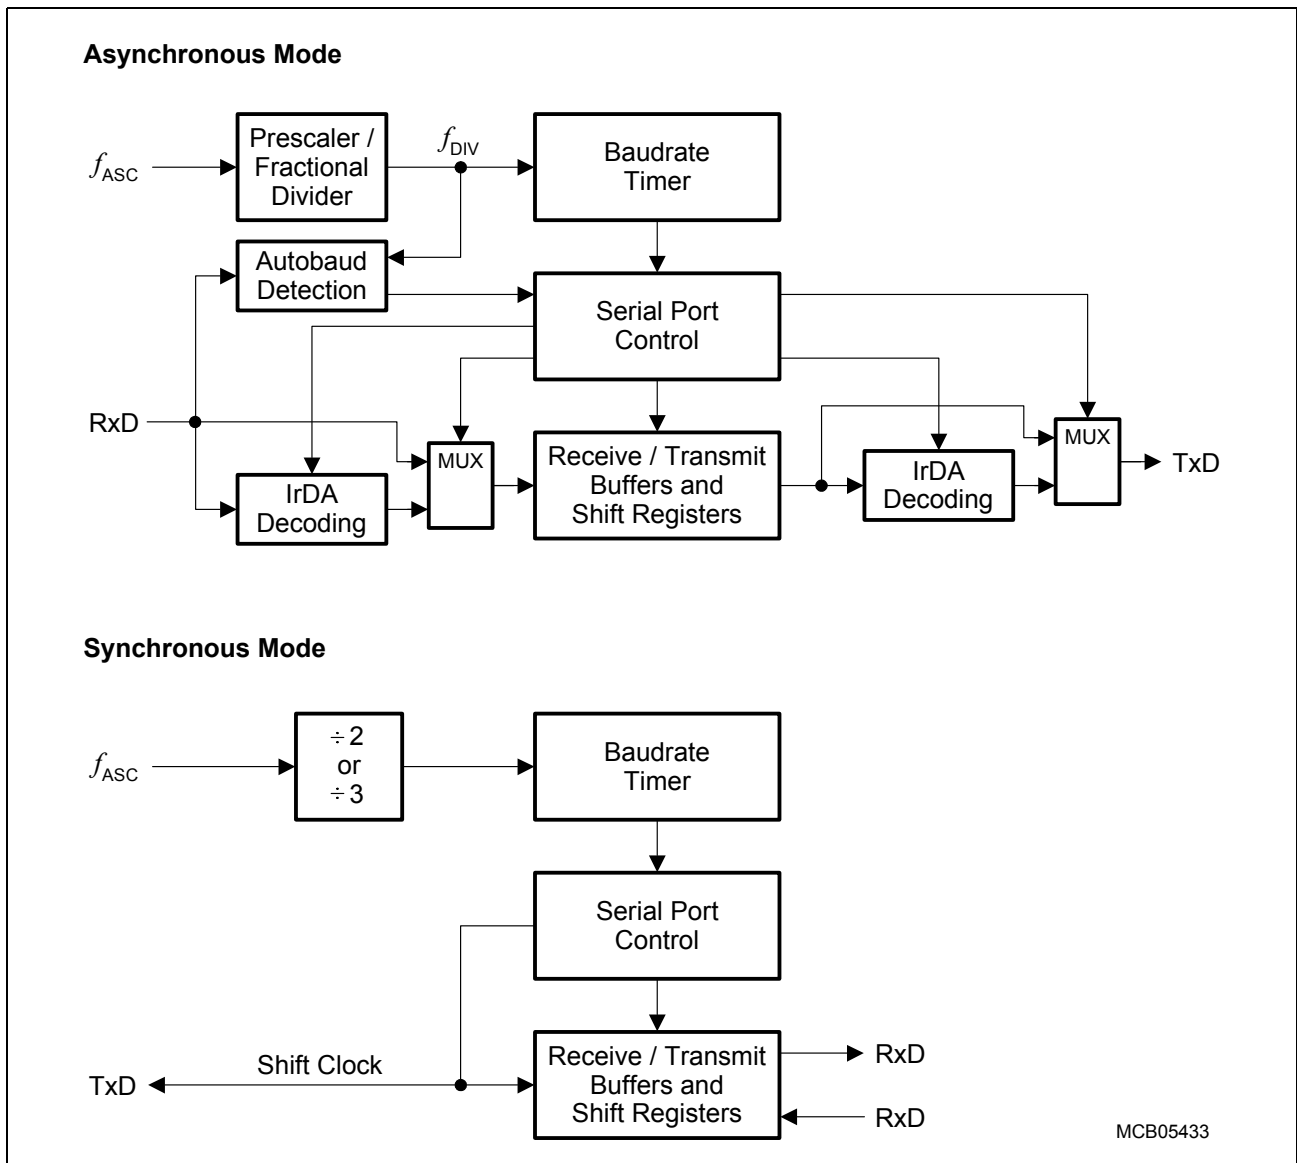 Asynchronous Mode
Prescaler /
Fractional
Divider
f_ASC
f_DIV
Baudrate
Timer
Autobaud
Detection
Serial Port
Control
RxD
MUX
IrDA
Decoding
Receive / Transmit
Buffers and
Shift Registers
IrDA
Decoding
MUX
TxD
Synchronous Mode
f_ASC
÷2
or
÷3
Baudrate
Timer
Serial Port
Control
TxD
Shift Clock
Receive / Transmit
Buffers and
Shift Registers
RxD
RxD
MCB05433